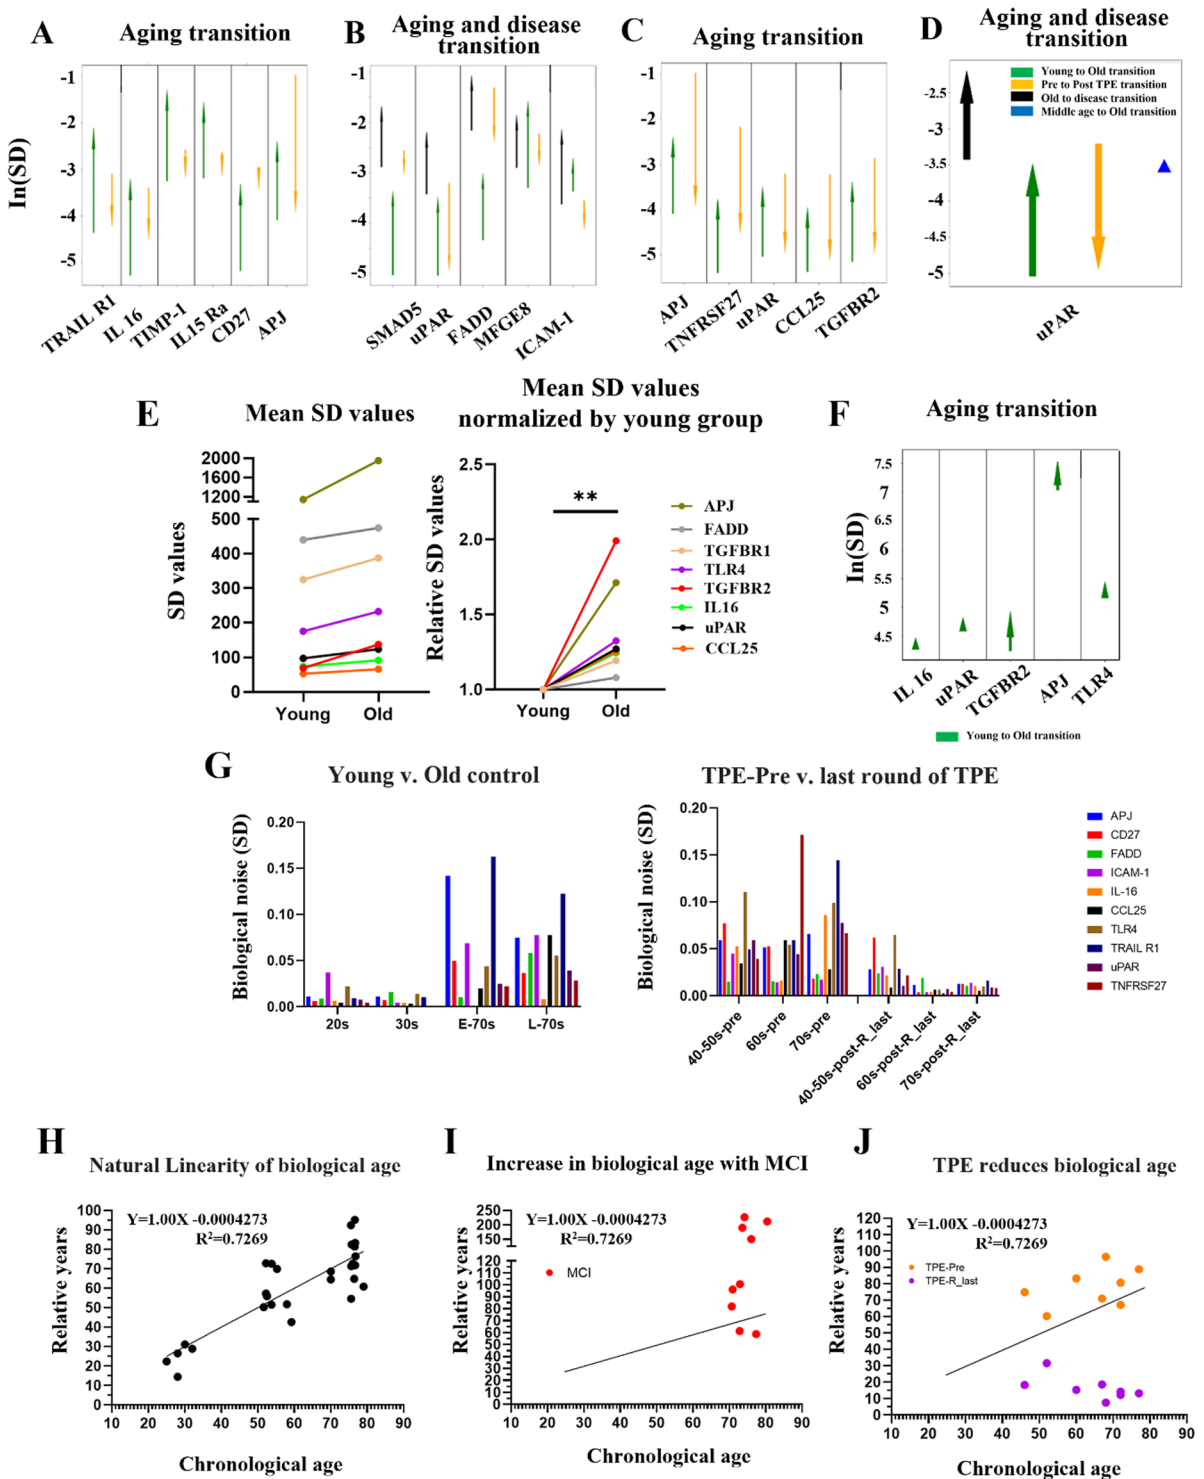 A
Aging transition
ln(SD)
-1
-2
-3
-4
-5
TRAIL R1
IL 16
TIMP-1
IL15 Ra
CD27
APJ
B
Aging and disease
transition
-1
-2
-3
-4
-5
SMAD5
uPAR
FADD
MFGE8
ICAM-1
C
Aging transition
-1
-2
-3
-4
-5
APJ
TNFRSF27
uPAR
CCL25
TGFBR2
D
Aging and disease
transition
Young to Old transition
Pre to Post TPE transition
Old to disease transition
Middle age to Old transition
-2.5
-3
-3.5
-4
-4.5
-5
uPAR
E
Mean SD values
SD values
2000
1600
1200
500
400
300
200
100
0
Young
Old
Mean SD values
normalized by young group
Relative SD values
2.5
2.0
1.5
1.0
**
Young
Old
APJ
FADD
TGFBR1
TLR4
TGFBR2
IL16
uPAR
CCL25
F
Aging transition
ln(SD)
7.5
7
6.5
6
5.5
5
4.5
IL 16
uPAR
TGFBR2
APJ
TLR4
Young to Old transition
G
Young v. Old control
Biological noise (SD)
0.20
0.15
0.10
0.05
0.00
20s
30s
E-70s
L-70s
TPE-Pre v. last round of TPE
Biological noise (SD)
0.20
0.15
0.10
0.05
0.00
40-50s-pre
60s-pre
70s-pre
40-50s-post-R_last
60s-post-R_last
70s-post-R_last
APJ
CD27
FADD
ICAM-1
IL-16
CCL25
TLR4
TRAIL R1
uPAR
TNFRSF27
H
Natural Linearity of biological age
Y=1.00X -0.0004273
R²=0.7269
Relative years
100
90
80
70
60
50
40
30
20
10
0
10 20 30 40 50 60 70 80 90
Chronological age
I
Increase in biological age with MCI
Y=1.00X -0.0004273
R²=0.7269
MCI
Relative years
250
200
150
100
90
80
70
60
50
40
30
20
10
0
10 20 30 40 50 60 70 80 90
Chronological age
J
TPE reduces biological age
Y=1.00X -0.0004273
R²=0.7269
TPE-Pre
TPE-R_last
Relative years
120
110
100
90
80
70
60
50
40
30
20
10
0
10 20 30 40 50 60 70 80 90
Chronological age